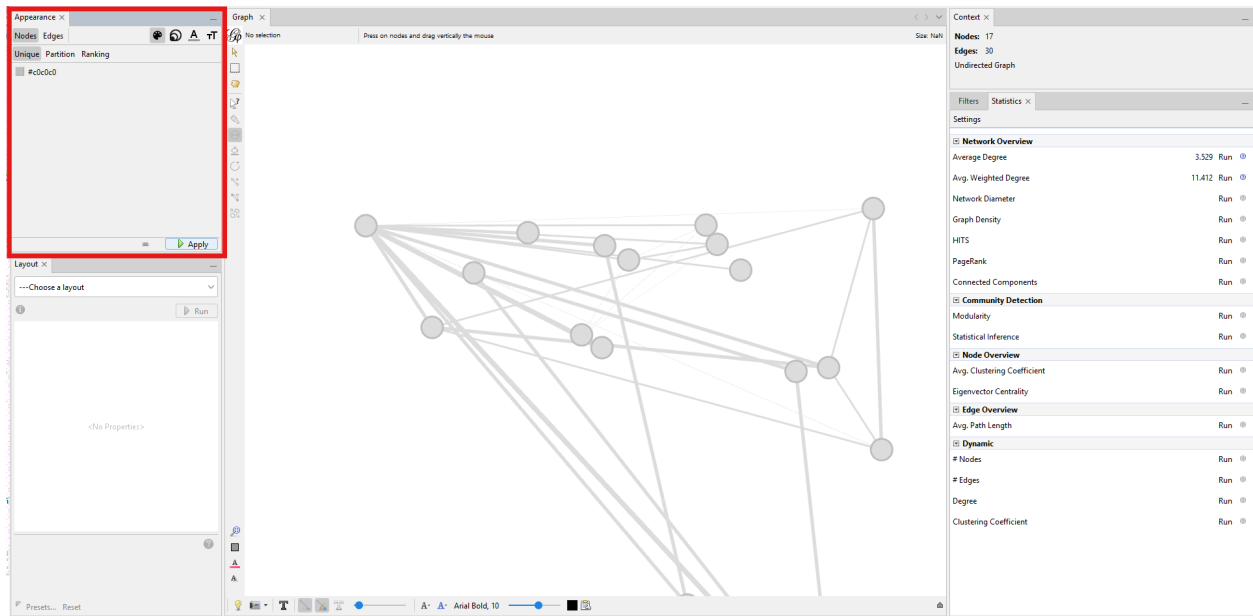 Appearance
Nodes Edges
Unique Partition Ranking
#c0c0c0
Apply
Layout
---Choose a layout
Run
<No Properties>
Presets... Reset
Graph
No selection Press on nodes and drag vertically the mouse Size: NaN
A Arial Bold, 10
Context
Nodes: 17
Edges: 30
Undirected Graph
Filters Statistics
Settings
Network Overview
Average Degree 3.529 Run
Avg. Weighted Degree 11.412 Run
Network Diameter Run
Graph Density Run
HITS Run
PageRank Run
Connected Components Run
Community Detection
Modularity Run
Statistical Inference Run
Node Overview
Avg. Clustering Coefficient Run
Eigenvector Centrality Run
Edge Overview
Avg. Path Length Run
Dynamic
# Nodes Run
# Edges Run
Degree Run
Clustering Coefficient Run